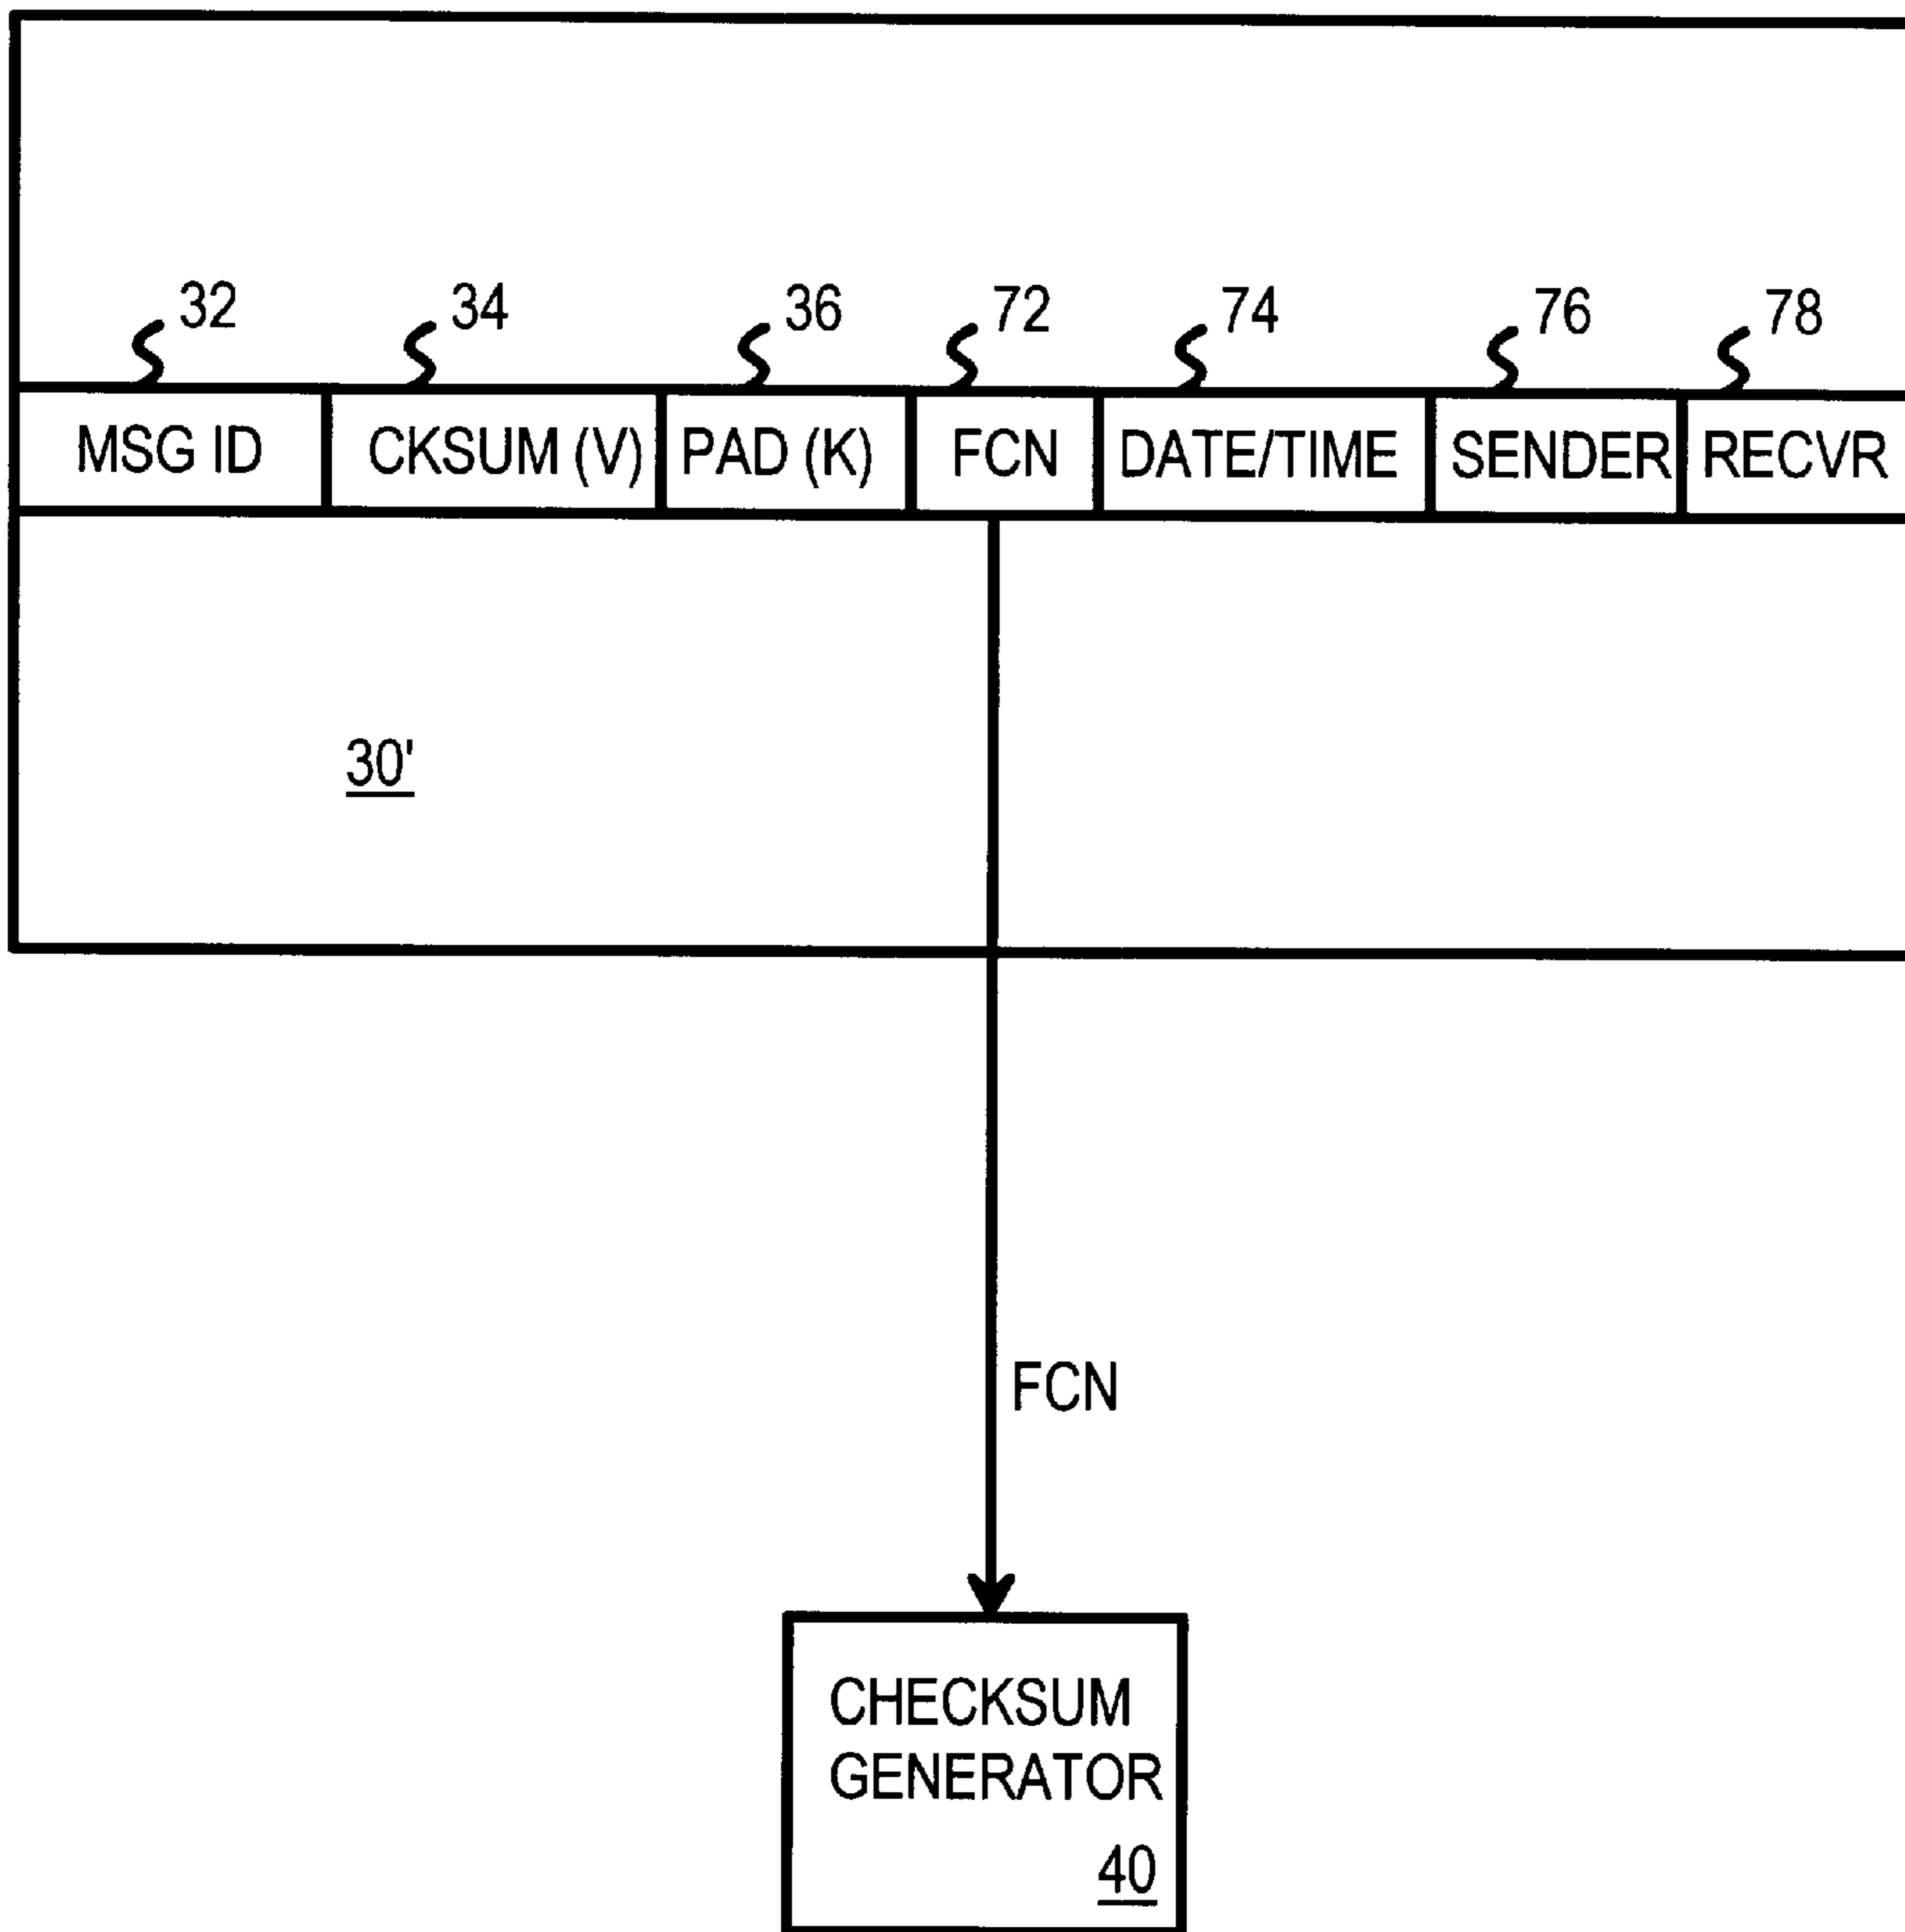 32 34 36 72 74 76 78
MSG ID CKSUM (V) PAD (K) FCN DATE/TIME SENDER RECVR
30'
FCN
CHECKSUM
GENERATOR
40